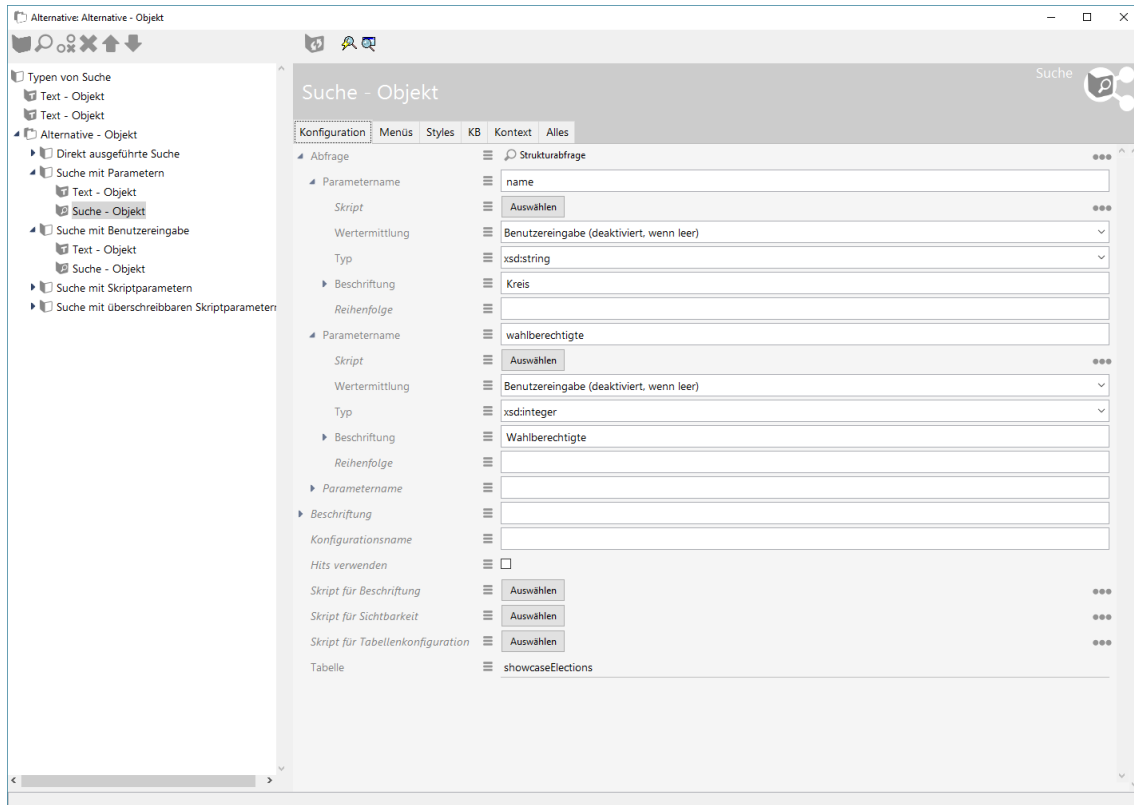 Alternative: Alternative - Objekt
Typen von Suche
Text - Objekt
Text - Objekt
Alternative - Objekt
Direkt ausgeführte Suche
Suche mit Parametern
Text - Objekt
Suche - Objekt
Suche mit Benutzereingabe
Text - Objekt
Suche - Objekt
Suche mit Skriptparametern
Suche mit überschreibbaren Skriptparametern
Suche
Suche - Objekt
Konfiguration Menüs Styles KB Kontext Alles
Abfrage Strukturabfrage
Parametername name
Skript Auswählen
Wertermittlung Benutzereingabe (deaktiviert, wenn leer)
Typ xsd:string
Beschriftung Kreis
Reihenfolge
Parametername wahlberechtigte
Skript Auswählen
Wertermittlung Benutzereingabe (deaktiviert, wenn leer)
Typ xsd:integer
Beschriftung Wahlberechtigte
Reihenfolge
Parametername
Beschriftung
Konfigurationsname
Hits verwenden
Skript für Beschriftung Auswählen
Skript für Sichtbarkeit Auswählen
Skript für Tabellenkonfiguration Auswählen
Tabelle showcaseElections